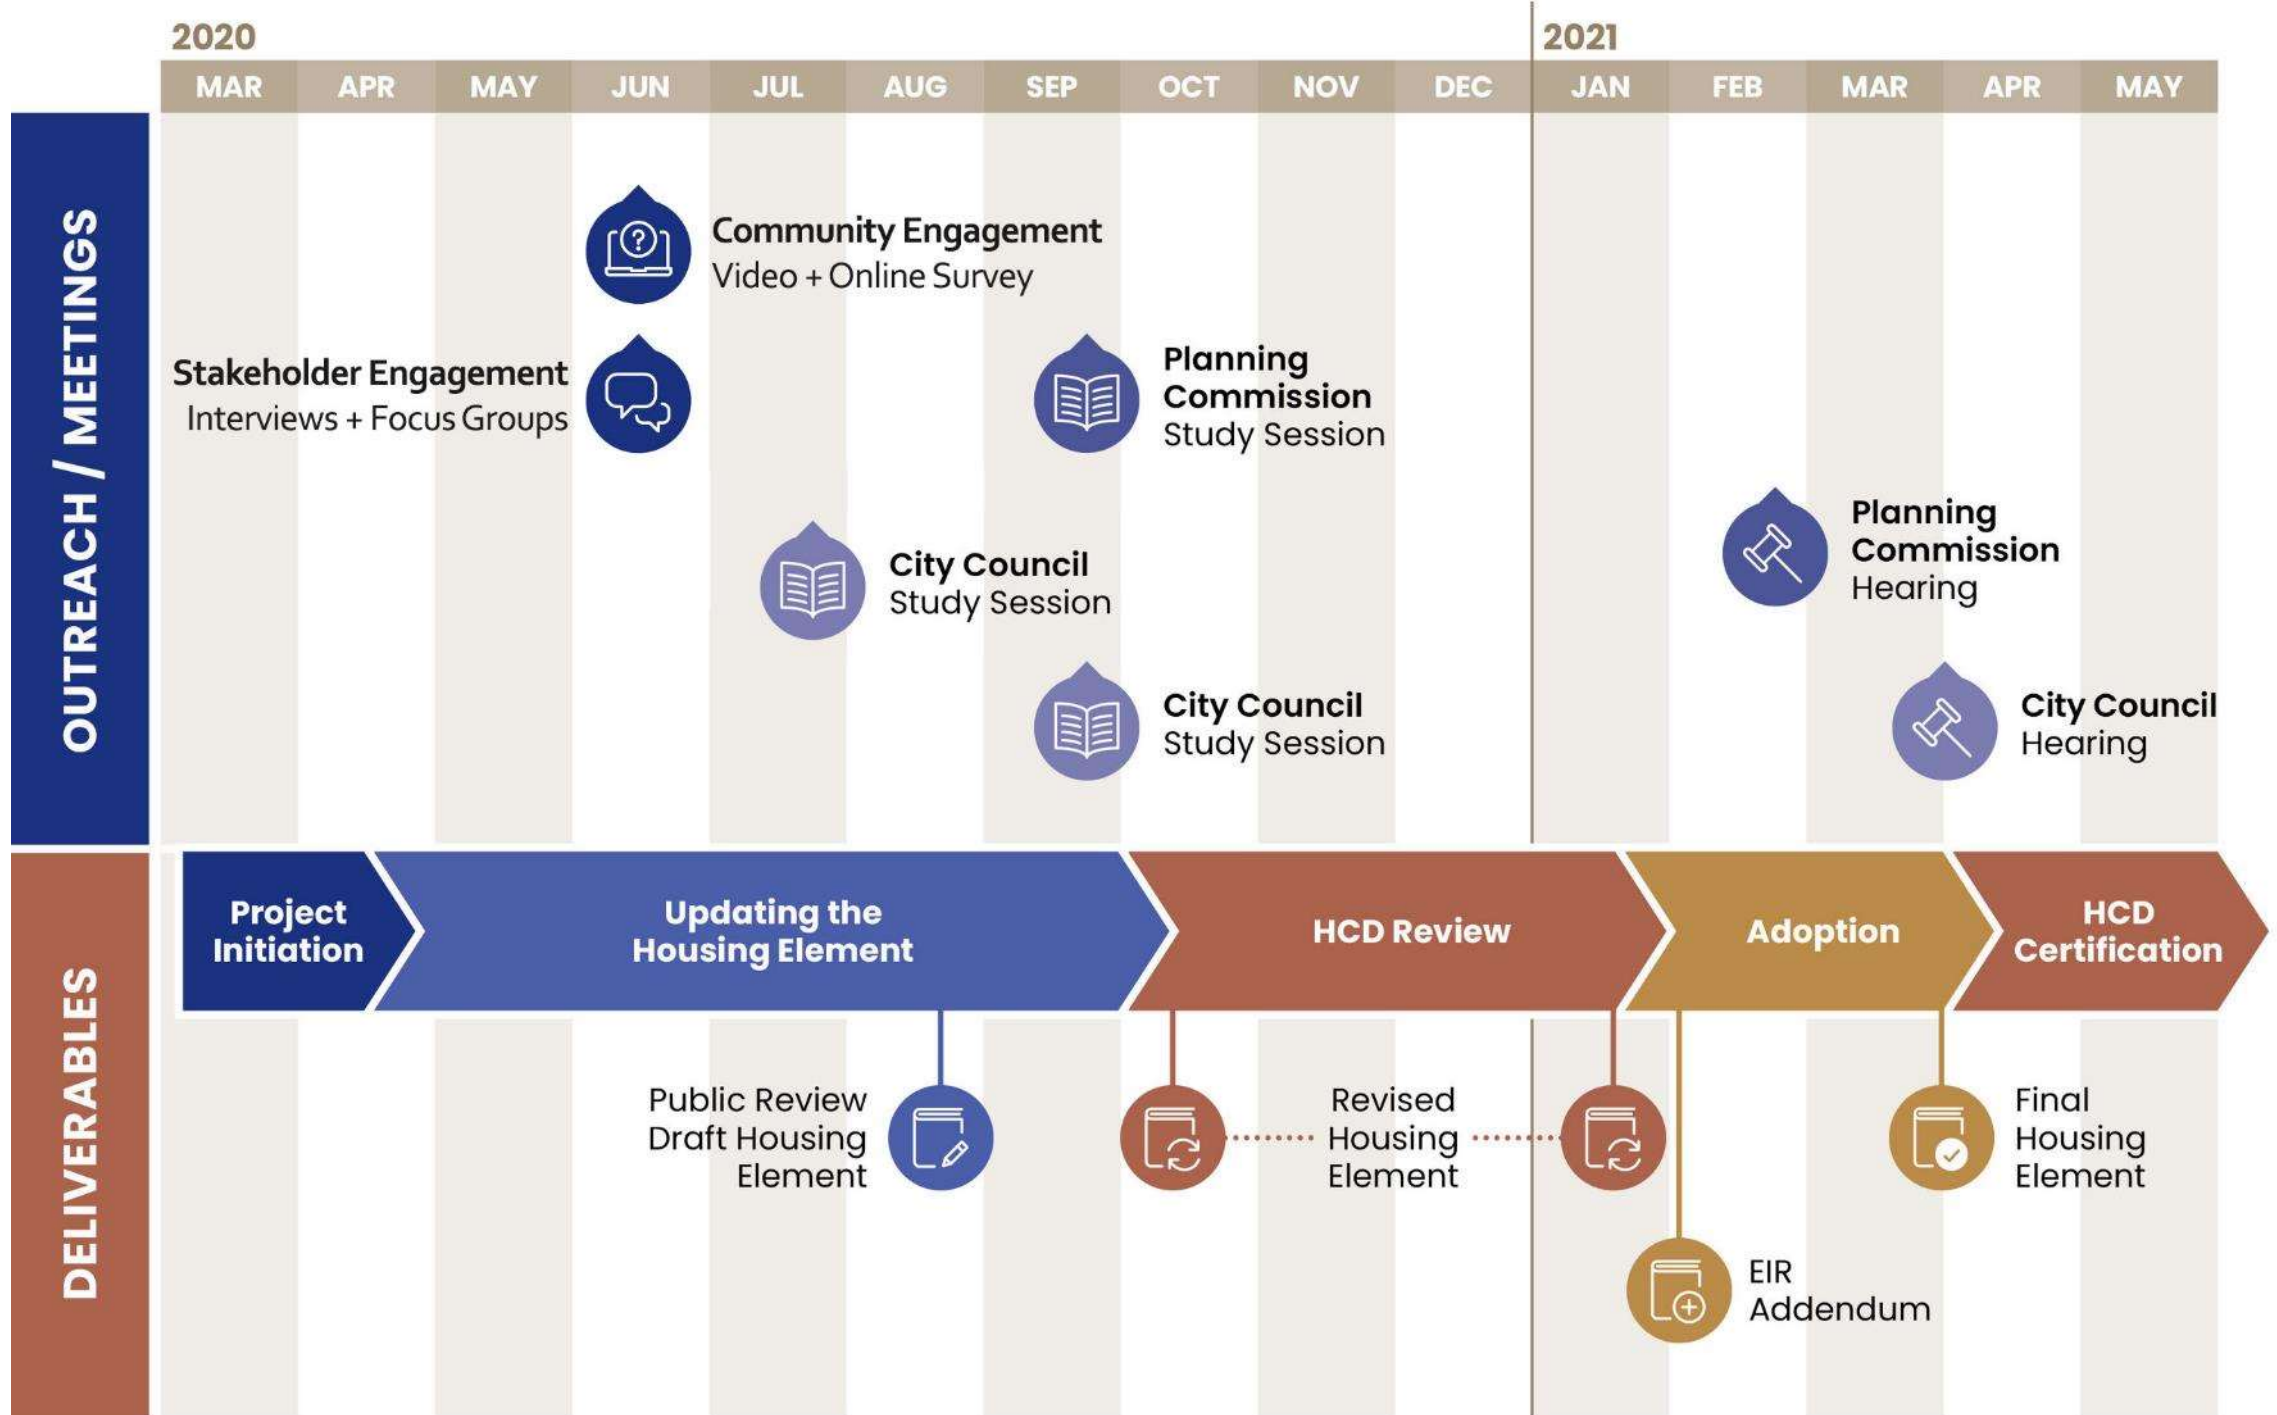 2020
2021
MAR APR MAY JUN JUL AUG SEP OCT NOV DEC JAN FEB MAR APR MAY
OUTREACH / MEETINGS
Community Engagement
Video + Online Survey
Stakeholder Engagement
Interviews + Focus Groups
Planning
Commission
Study Session
City Council
Study Session
Planning
Commission
Hearing
City Council
Study Session
City Council
Hearing
DELIVERABLES
Project
Initiation
Updating the
Housing Element
HCD Review
Adoption
HCD
Certification
Public Review
Draft Housing
Element
Revised
Housing
Element
Final
Housing
Element
EIR
Addendum